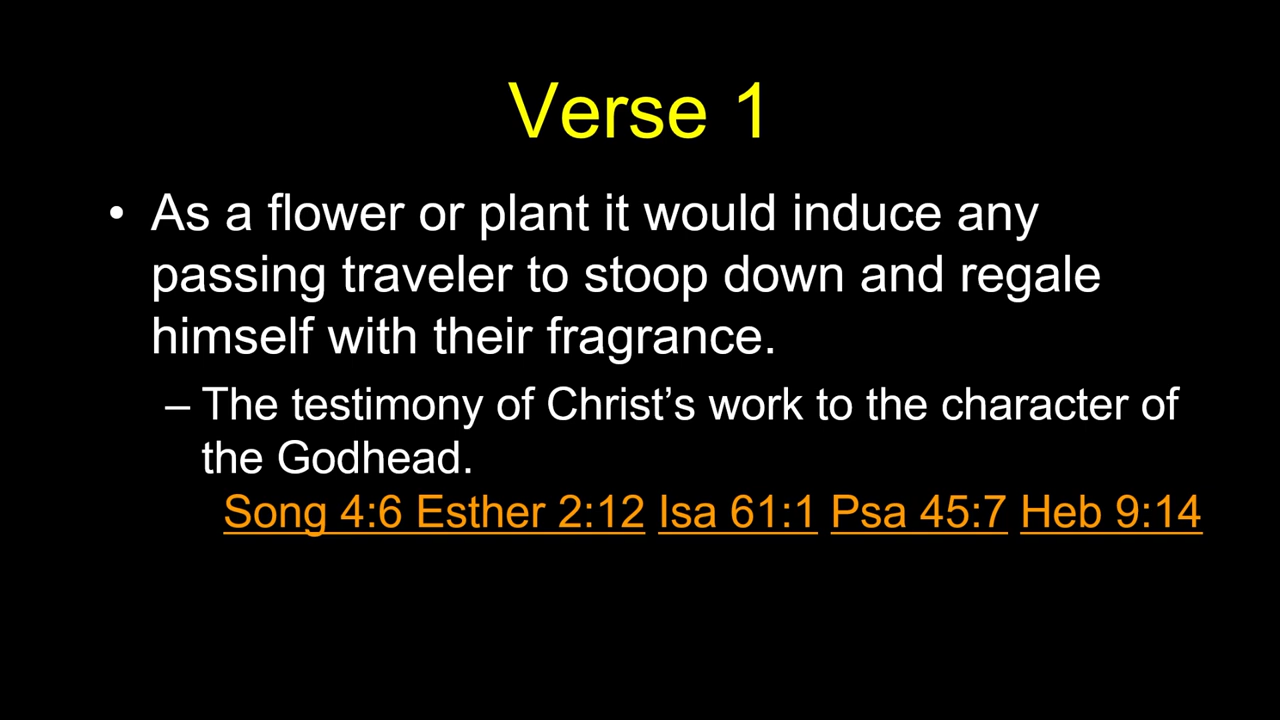 Verse 1
• As a flower or plant it would induce any
passing traveler to stoop down and regale
himself with their fragrance.
– The testimony of Christ’s work to the character of
the Godhead.
Song 4:6 Esther 2:12 Isa 61:1 Psa 45:7 Heb 9:14